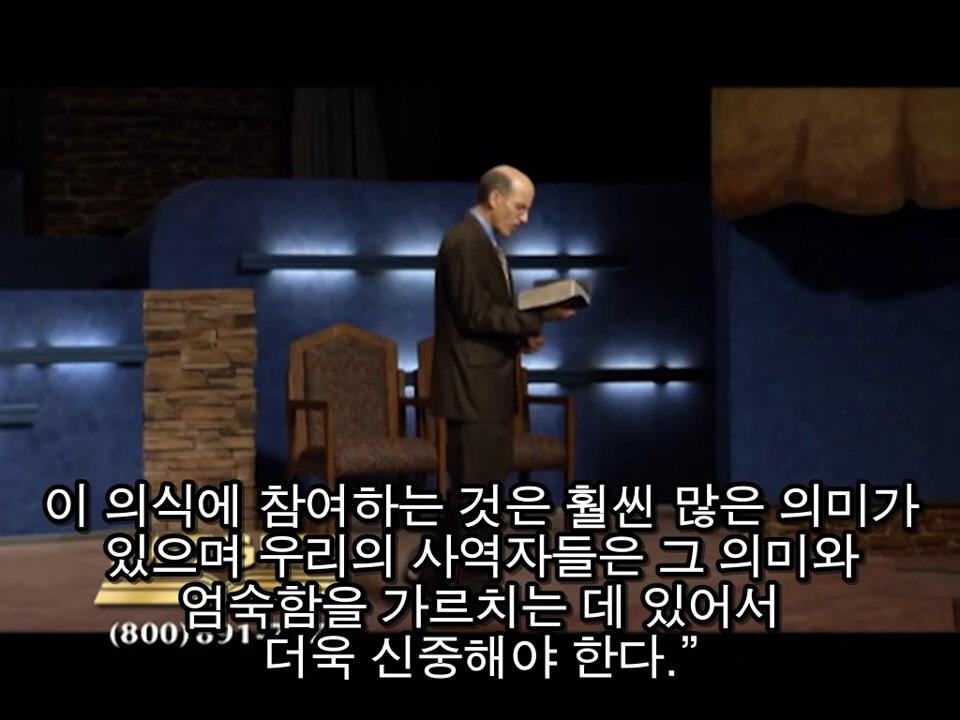 이 의식에 참여하는 것은 훨씬 많은 의미가
있으며 우리의 사역자들은 그 의미와
엄숙함을 가르치는 데 있어서
(800)
더욱 신중해야 한다.”